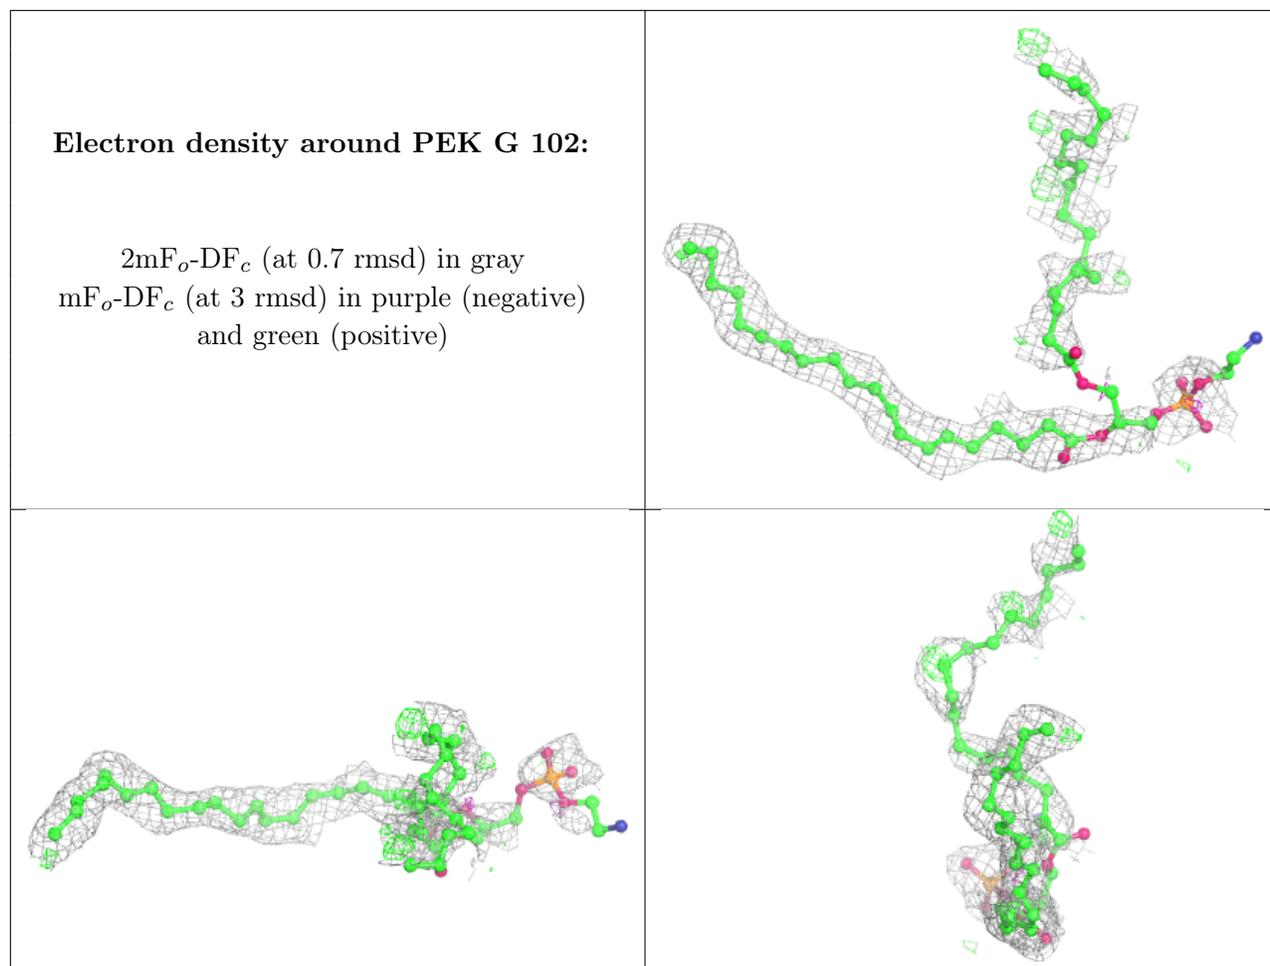 Electron density around PEK G 102:
2mFo-DFc (at 0.7 rmsd) in gray
mFo-DFc (at 3 rmsd) in purple (negative)
and green (positive)